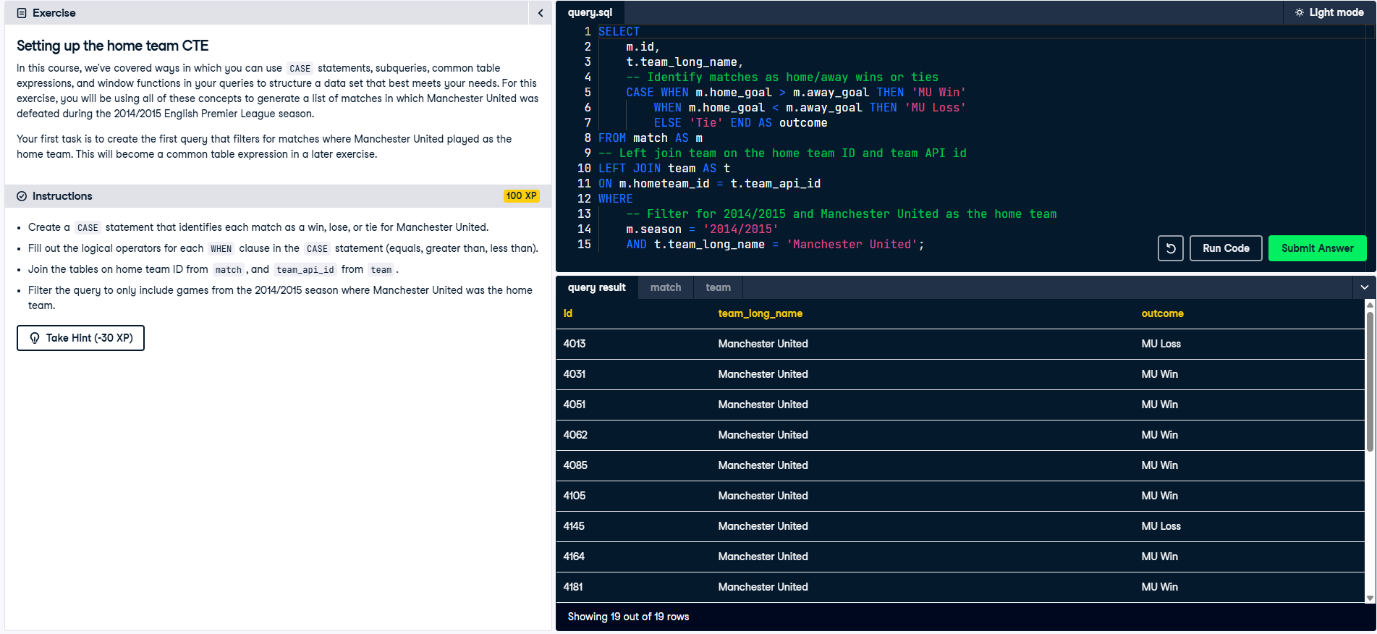 Exercise
Setting up the home team CTE
In this course, we've covered ways in which you can use CASE statements, subqueries, common table
expressions, and window functions in your queries to structure a data set that best meets your needs. For this
exercise, you will be using all of these concepts to generate a list of matches in which Manchester United was
defeated during the 2014/2015 English Premier League season.
Your first task is to create the first query that filters for matches where Manchester United played as the
home team. This will become a common table expression in a later exercise.
Instructions
100 XP
• Create a CASE statement that identifies each match as a win, lose, or tie for Manchester United.
• Fill out the logical operators for each WHEN clause in the CASE statement (equals, greater than, less than).
• Join the tables on home team ID from match, and team_api_id from team.
• Filter the query to only include games from the 2014/2015 season where Manchester United was the home
team.
Take Hint (-30 XP)
query.sql
Light mode
1 SELECT
2 m.id,
3 t.team_long_name,
4 -- Identify matches as home/away wins or ties
5 CASE WHEN m.home_goal > m.away_goal THEN 'MU Win'
6 WHEN m.home_goal < m.away_goal THEN 'MU Loss'
7 ELSE 'Tie' END AS outcome
8 FROM match AS m
9 -- Left join team on the home team ID and team API id
10 LEFT JOIN team AS t
11 ON m.hometeam_id = t.team_api_id
12 WHERE
13 -- Filter for 2014/2015 and Manchester United as the home team
14 m.season = '2014/2015'
15 AND t.team_long_name = 'Manchester United';
Run Code
Submit Answer
query result match team
id team_long_name outcome
4013 Manchester United MU Loss
4031 Manchester United MU Win
4051 Manchester United MU Win
4062 Manchester United MU Win
4085 Manchester United MU Win
4105 Manchester United MU Win
4145 Manchester United MU Loss
4164 Manchester United MU Win
4181 Manchester United MU Win
Showing 19 out of 19 rows